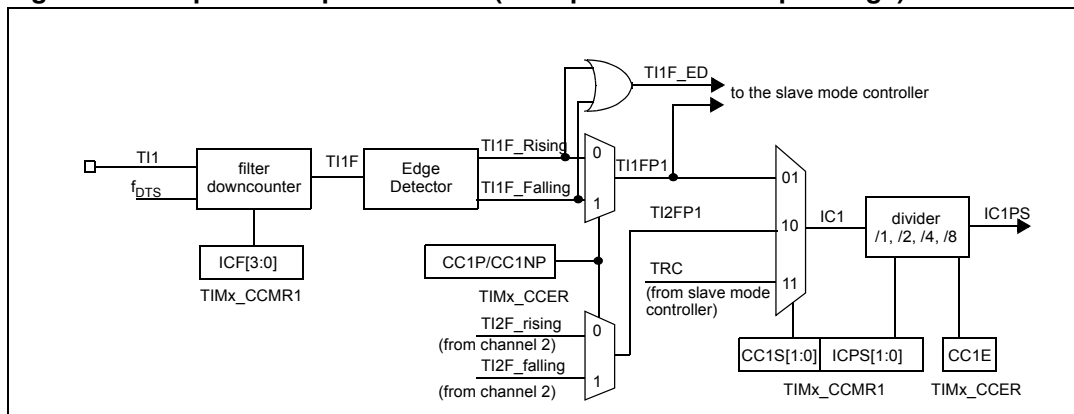 TI1F_ED
to the slave mode controller
TI1
fDTS
filter
downcounter
TI1F
Edge
Detector
TI1F_Rising
TI1F_Falling
0
1
TI1FP1
01
TI2FP1
10
IC1
divider
/1, /2, /4, /8
IC1PS
ICF[3:0]
TIMx_CCMR1
CC1P/CC1NP
TIMx_CCER
TRC
11
(from slave mode
controller)
TI2F_rising
(from channel 2)
0
TI2F_falling
(from channel 2)
1
CC1S[1:0]
ICPS[1:0]
CC1E
TIMx_CCMR1
TIMx_CCER